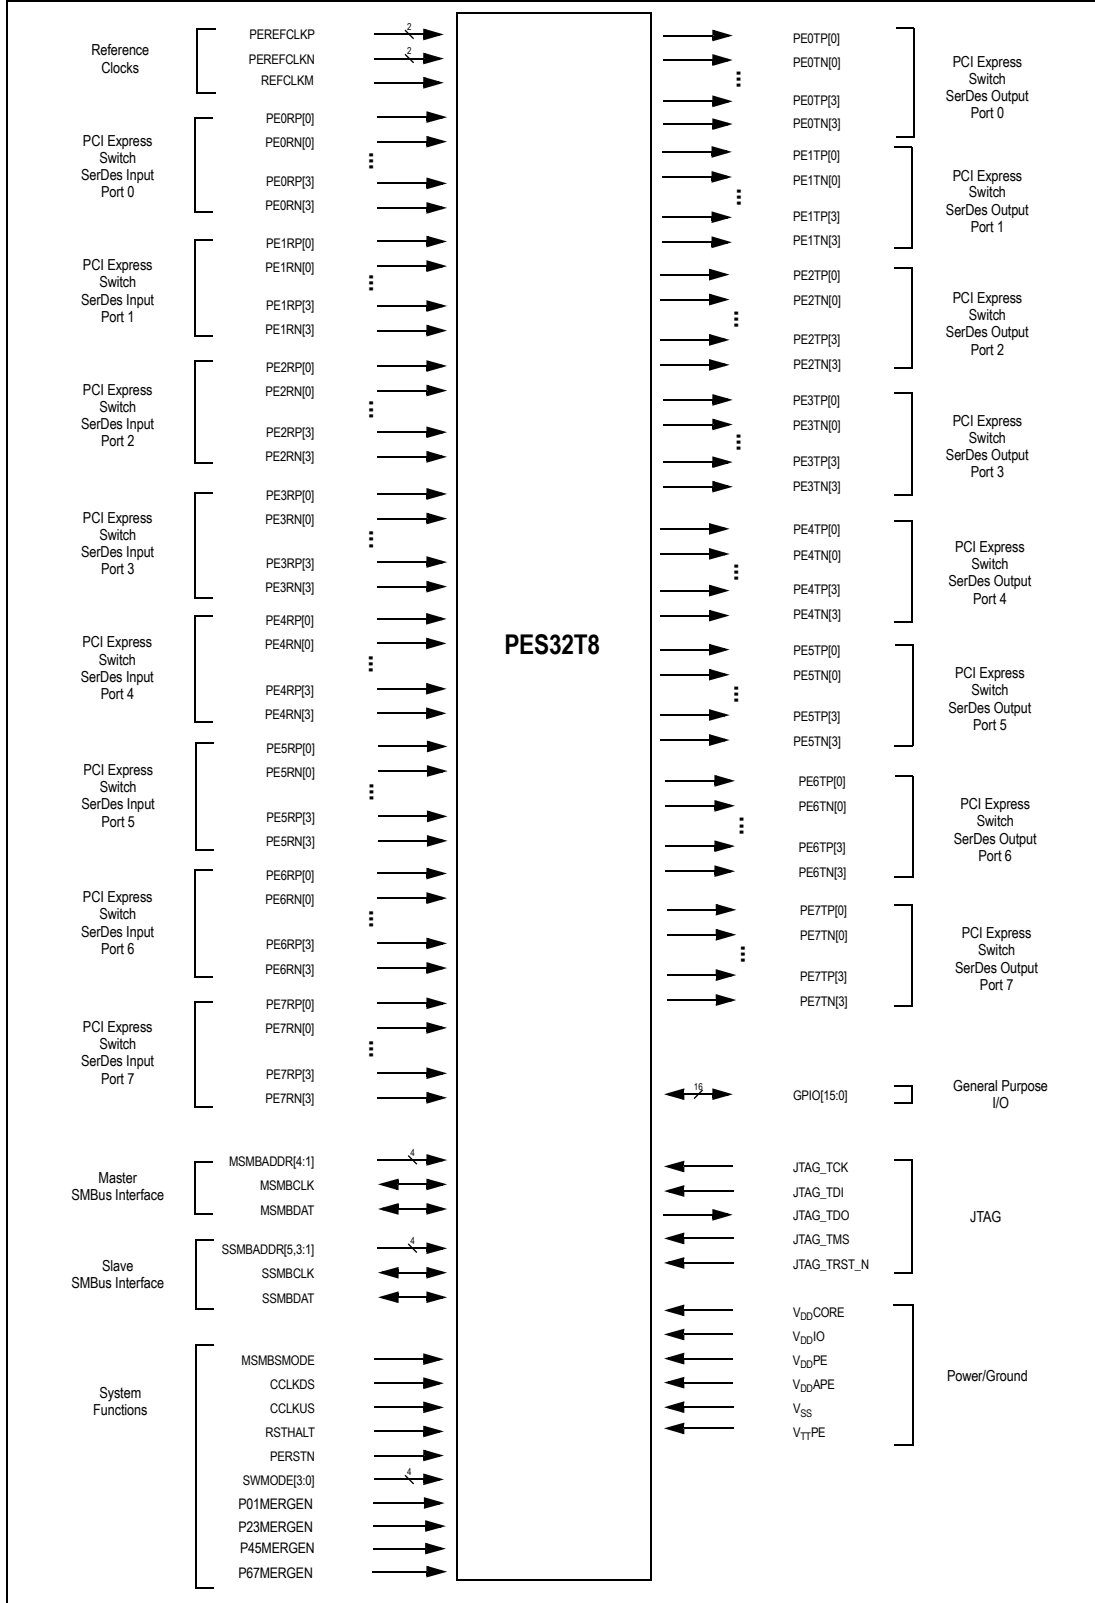 Reference
Clocks
PEREFCLKP
2
PEREFCLKN
2
REFCLKM
PCI Express
Switch
SerDes Input
Port 0
PE0RP[0]
PE0RN[0]
PE0RP[3]
PE0RN[3]
PCI Express
Switch
SerDes Input
Port 1
PE1RP[0]
PE1RN[0]
PE1RP[3]
PE1RN[3]
PCI Express
Switch
SerDes Input
Port 2
PE2RP[0]
PE2RN[0]
PE2RP[3]
PE2RN[3]
PCI Express
Switch
SerDes Input
Port 3
PE3RP[0]
PE3RN[0]
PE3RP[3]
PE3RN[3]
PCI Express
Switch
SerDes Input
Port 4
PE4RP[0]
PE4RN[0]
PE4RP[3]
PE4RN[3]
PCI Express
Switch
SerDes Input
Port 5
PE5RP[0]
PE5RN[0]
PE5RP[3]
PE5RN[3]
PCI Express
Switch
SerDes Input
Port 6
PE6RP[0]
PE6RN[0]
PE6RP[3]
PE6RN[3]
PCI Express
Switch
SerDes Input
Port 7
PE7RP[0]
PE7RN[0]
PE7RP[3]
PE7RN[3]
Master
SMBus Interface
MSMBADDR[4:1]
4
MSMBCLK
MSMBDAT
Slave
SMBus Interface
SSMBADDR[5,3:1]
4
SSMBCLK
SSMBDAT
System
Functions
MSMBSMODE
CCLKDS
CCLKUS
RSTHALT
PERSTN
SWMODE[3:0]
4
P01MERGEN
P23MERGEN
P45MERGEN
P67MERGEN
PES32T8
PE0TP[0]
PE0TN[0]
PE0TP[3]
PE0TN[3]
PCI Express
Switch
SerDes Output
Port 0
PE1TP[0]
PE1TN[0]
PE1TP[3]
PE1TN[3]
PCI Express
Switch
SerDes Output
Port 1
PE2TP[0]
PE2TN[0]
PE2TP[3]
PE2TN[3]
PCI Express
Switch
SerDes Output
Port 2
PE3TP[0]
PE3TN[0]
PE3TP[3]
PE3TN[3]
PCI Express
Switch
SerDes Output
Port 3
PE4TP[0]
PE4TN[0]
PE4TP[3]
PE4TN[3]
PCI Express
Switch
SerDes Output
Port 4
PE5TP[0]
PE5TN[0]
PE5TP[3]
PE5TN[3]
PCI Express
Switch
SerDes Output
Port 5
PE6TP[0]
PE6TN[0]
PE6TP[3]
PE6TN[3]
PCI Express
Switch
SerDes Output
Port 6
PE7TP[0]
PE7TN[0]
PE7TP[3]
PE7TN[3]
PCI Express
Switch
SerDes Output
Port 7
16
GPIO[15:0]
General Purpose
I/O
JTAG_TCK
JTAG_TDI
JTAG_TDO
JTAG_TMS
JTAG_TRST_N
JTAG
VDDCORE
VDDIO
VDDPE
VDDAPE
VSS
VTTPE
Power/Ground